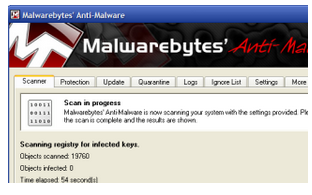 Malwarebytes' Anti-Malware
Malwarebytes' Anti-Ma
Scanner Protection Update Quarantine Logs Ignore List Settings More
10011
00111
11010
Scan in progress
Malwarebytes' Anti-Malware is now scanning your system with the settings provided. Ple
the scan is complete and the results are shown.
Scanning registry for infected keys.
Objects scanned: 19760
Objects infected: 0
Time elapsed: 54 second(s)